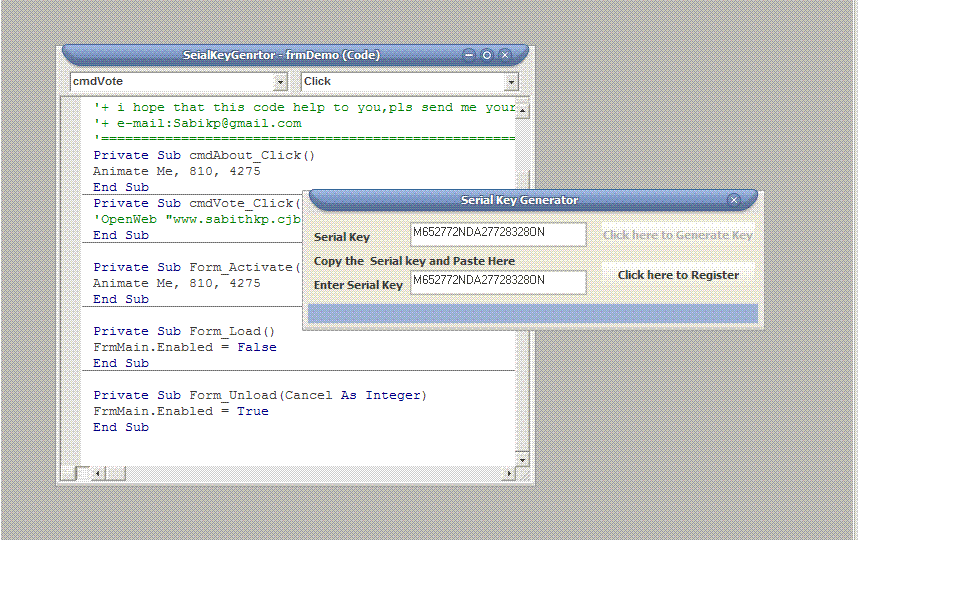 SeialKeyGenrtor - frmDemo (Code)
cmdVote Click
'+ i hope that this code help to you,pls send me your
'+ e-mail:Sabikp@gmail.com
'====================================================
Private Sub cmdAbout_Click()
Animate Me, 810, 4275
End Sub
Private Sub cmdVote_Click(
'OpenWeb "www.sabithkp.cjb
End Sub
Private Sub Form_Activate(
Animate Me, 810, 4275
End Sub
Private Sub Form_Load()
FrmMain.Enabled = False
End Sub
Private Sub Form_Unload(Cancel As Integer)
FrmMain.Enabled = True
End Sub
Serial Key Generator
Serial Key M652772NDA27728328ON Click here to Generate Key
Copy the Serial key and Paste Here
Enter Serial Key M652772NDA27728328ON Click here to Register